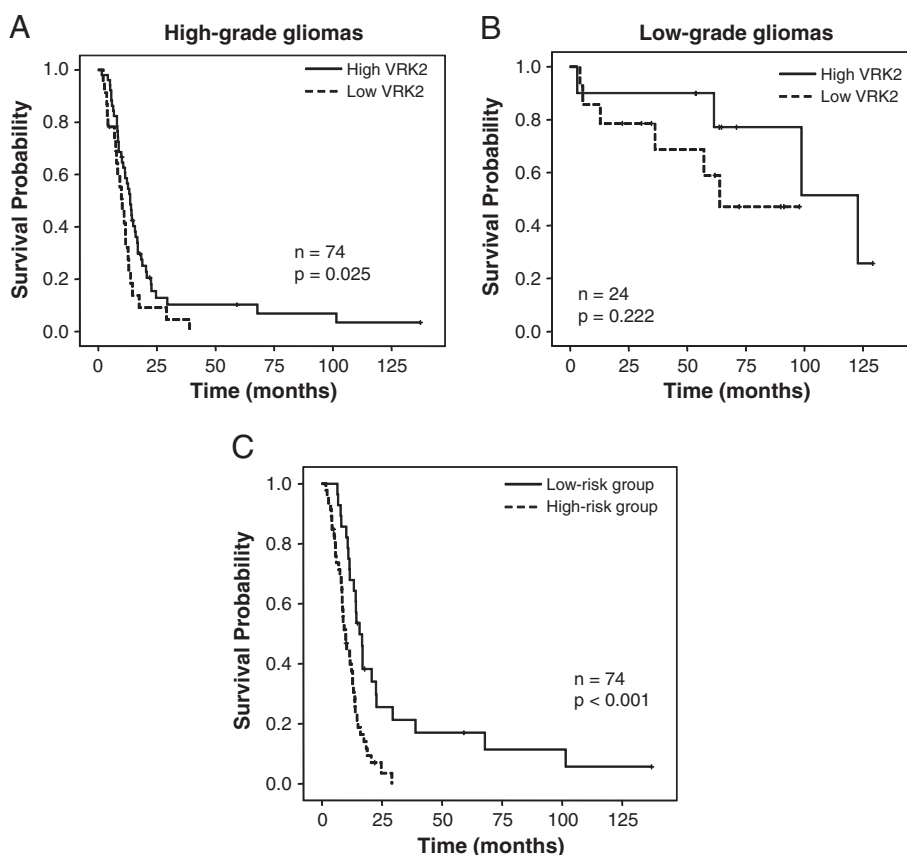 A
High-grade gliomas
High VRK2
Low VRK2
Survival Probability
1.0
0.8
0.6
0.4
0.2
0.0
n = 74
p = 0.025
0 25 50 75 100 125
Time (months)
B
Low-grade gliomas
High VRK2
Low VRK2
Survival Probability
1.0
0.8
0.6
0.4
0.2
0.0
n = 24
p = 0.222
0 25 50 75 100 125
Time (months)
C
Low-risk group
High-risk group
Survival Probability
1.0
0.8
0.6
0.4
0.2
0.0
n = 74
p < 0.001
0 25 50 75 100 125
Time (months)